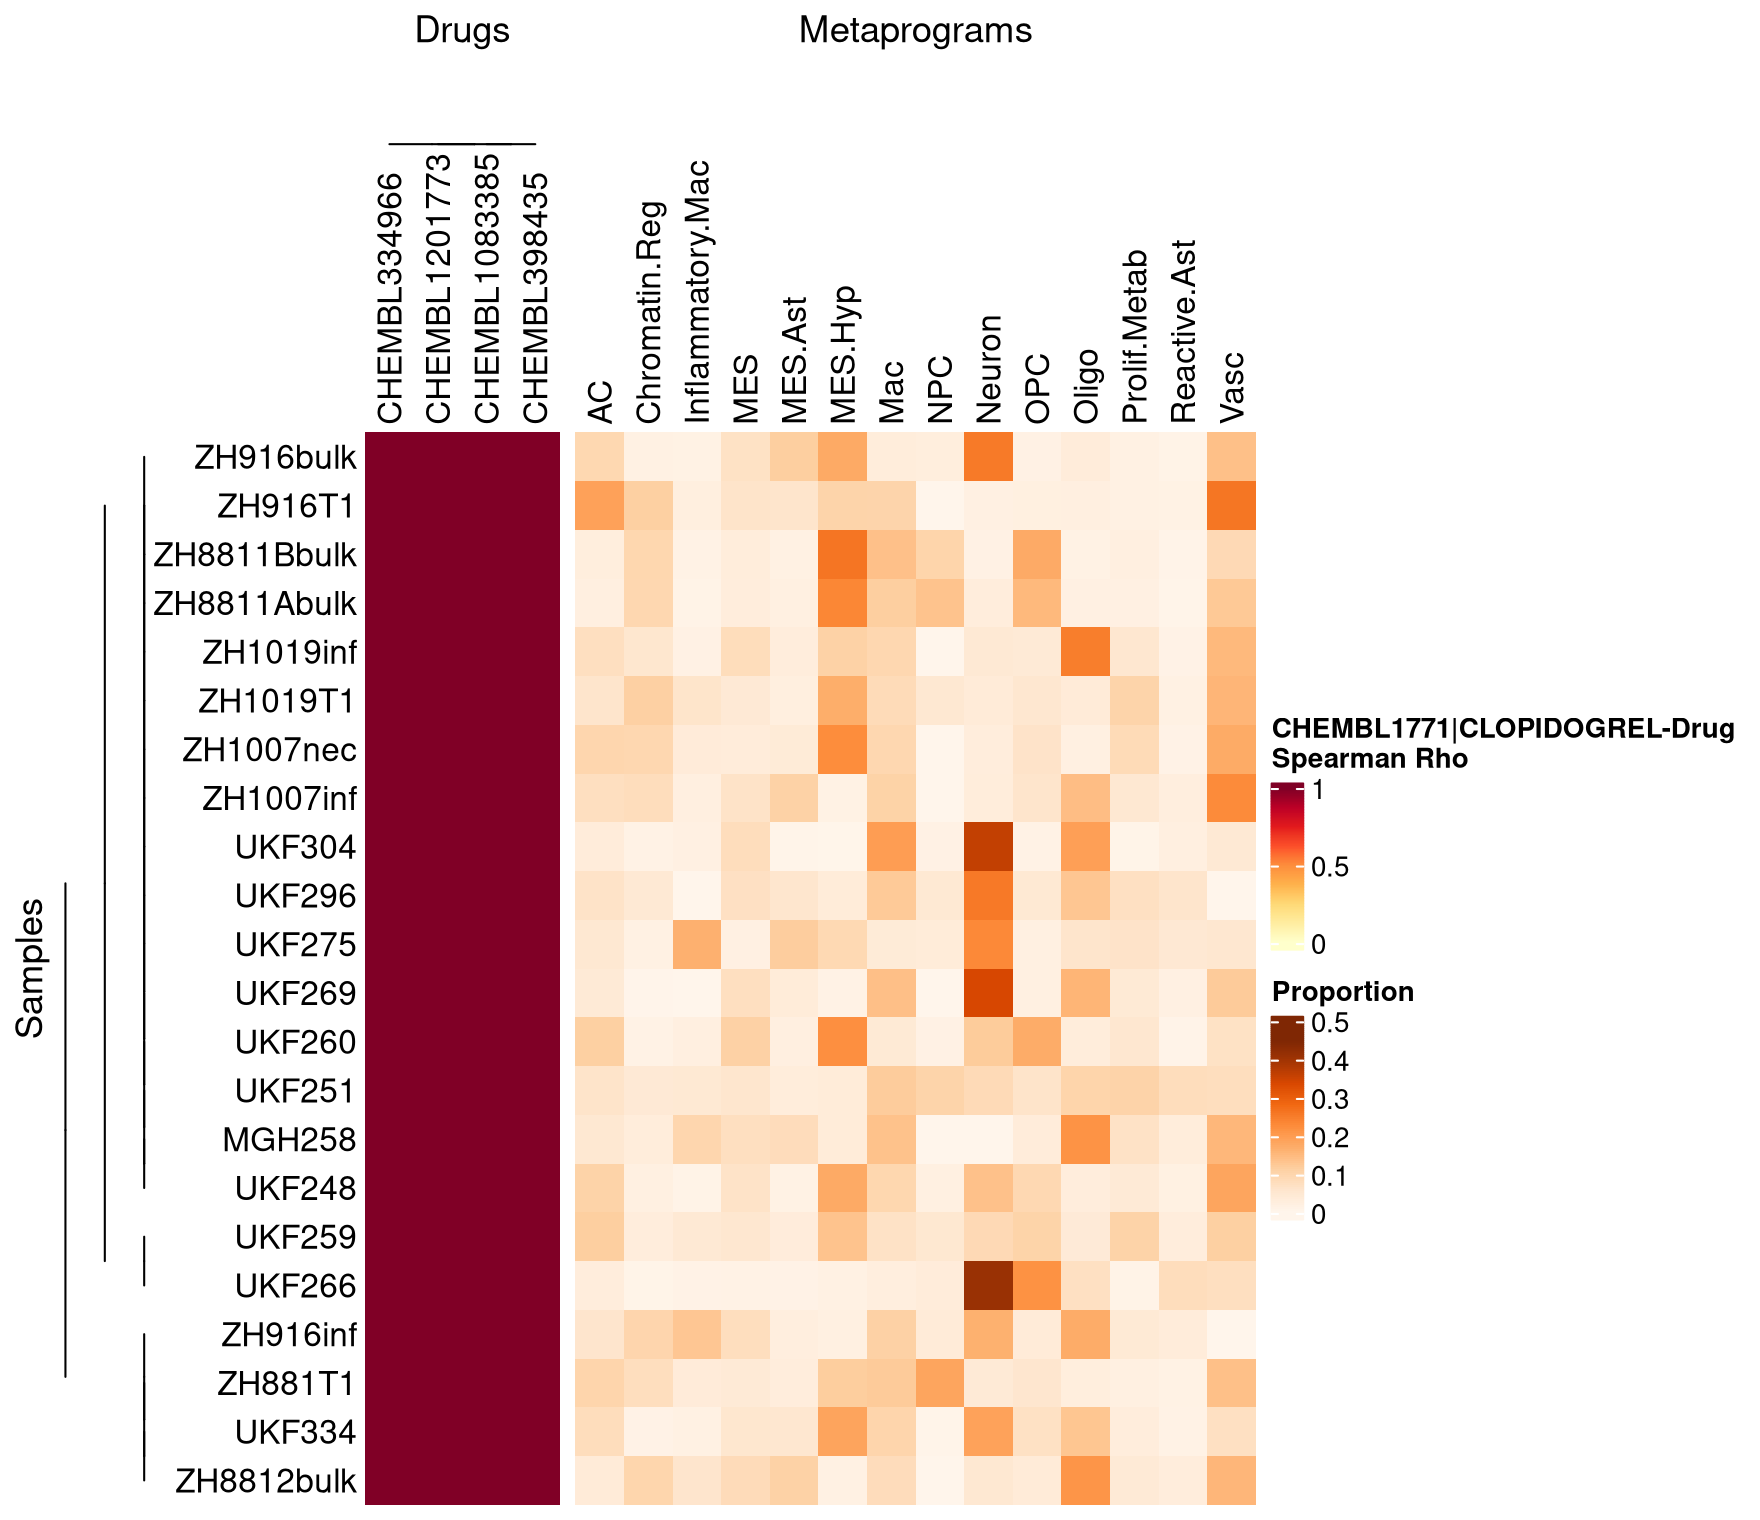 Drugs
Metaprograms
CHEMBL334966
CHEMBL1201773
CHEMBL1083385
CHEMBL398435
AC
Chromatin.Reg
Inflammatory.Mac
MES
MES.Ast
MES.Hyp
Mac
NPC
Neuron
OPC
Oligo
Prolif.Metab
Reactive.Ast
Vasc
Samples
ZH916bulk
ZH916T1
ZH8811Bbulk
ZH8811Abulk
ZH1019inf
ZH1019T1
ZH1007nec
ZH1007inf
UKF304
UKF296
UKF275
UKF269
UKF260
UKF251
MGH258
UKF248
UKF259
UKF266
ZH916inf
ZH881T1
UKF334
ZH8812bulk
CHEMBL1771|CLOPIDOGREL-Drug
Spearman Rho
1
0.5
0
Proportion
0.5
0.4
0.3
0.2
0.1
0